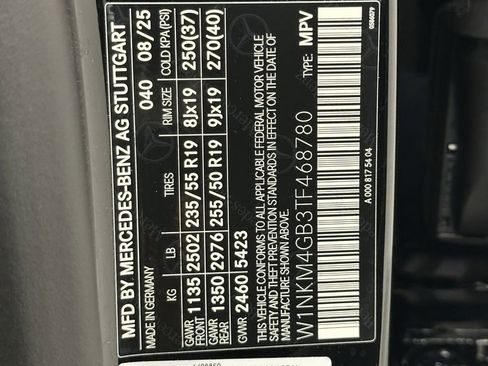 MFD BY MERCEDES-BENZ AG STUTTGART
MADE IN GERMANY 040 08/25
KG LB TIRES RIM SIZE COLD KPA(PSI)
GAWR FRONT 1135 2502 235/55 R19 8Jx19 250(37)
GAWR REAR 1350 2976 255/50 R19 9Jx19 270(40)
GVWR 2460 5423
THIS VEHICLE CONFORMS TO ALL APPLICABLE FEDERAL MOTOR VEHICLE
SAFETY AND THEFT PREVENTION STANDARDS IN EFFECT ON THE DATE OF
MANUFACTURE SHOWN ABOVE.
W1NKM4GB3TF468780 TYPE: MPV
A 000 817 54 04
0586079